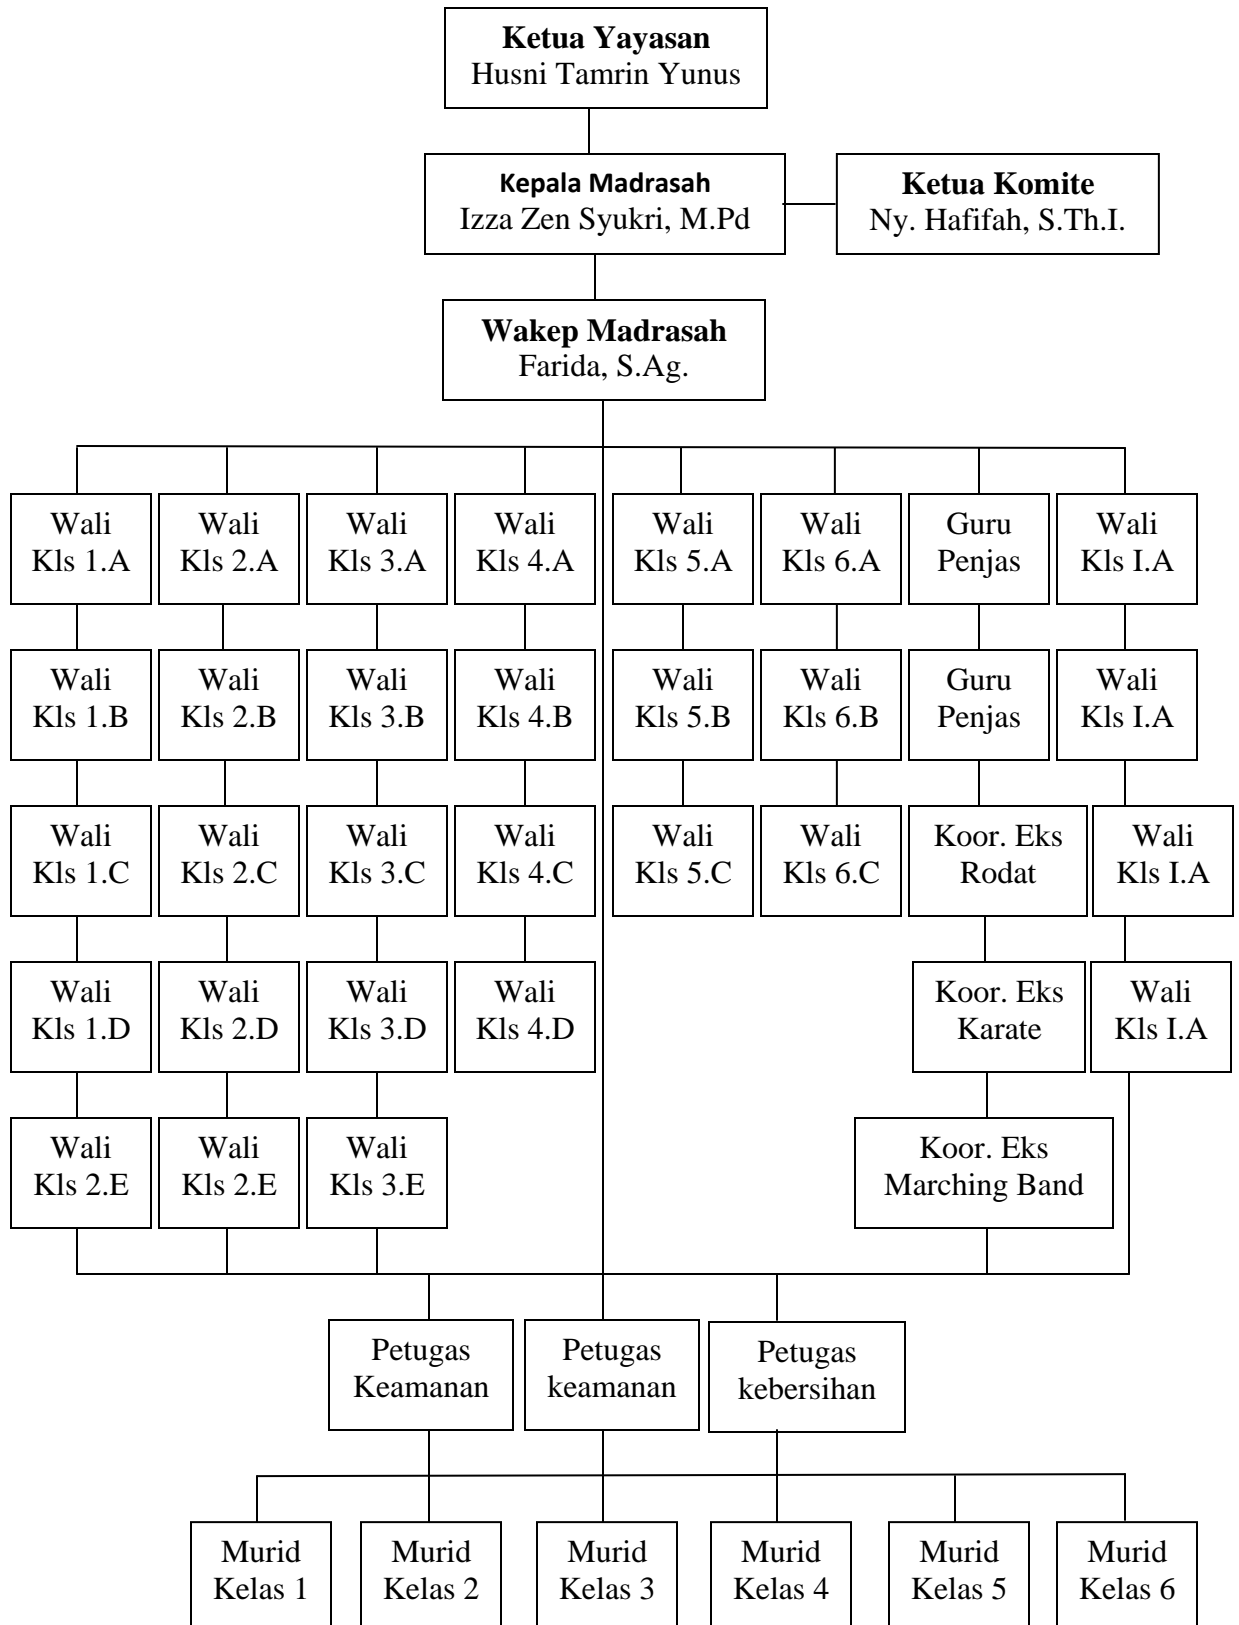 Ketua Yayasan
Husni Tamrin Yunus
Kepala Madrasah
Izza Zen Syukri, M.Pd
Ketua Komite
Ny. Hafifah, S.Th.I.
Wakep Madrasah
Farida, S.Ag.
Wali
Kls 1.A
Wali
Kls 2.A
Wali
Kls 3.A
Wali
Kls 4.A
Wali
Kls 5.A
Wali
Kls 6.A
Guru
Penjas
Wali
Kls I.A
Wali
Kls 1.B
Wali
Kls 2.B
Wali
Kls 3.B
Wali
Kls 4.B
Wali
Kls 5.B
Wali
Kls 6.B
Guru
Penjas
Wali
Kls I.A
Wali
Kls 1.C
Wali
Kls 2.C
Wali
Kls 3.C
Wali
Kls 4.C
Wali
Kls 5.C
Wali
Kls 6.C
Koor. Eks
Rodat
Wali
Kls I.A
Wali
Kls 1.D
Wali
Kls 2.D
Wali
Kls 3.D
Wali
Kls 4.D
Koor. Eks
Karate
Wali
Kls I.A
Wali
Kls 2.E
Wali
Kls 2.E
Wali
Kls 3.E
Koor. Eks
Marching Band
Petugas
Keamanan
Petugas
keamanan
Petugas
kebersihan
Murid
Kelas 1
Murid
Kelas 2
Murid
Kelas 3
Murid
Kelas 4
Murid
Kelas 5
Murid
Kelas 6